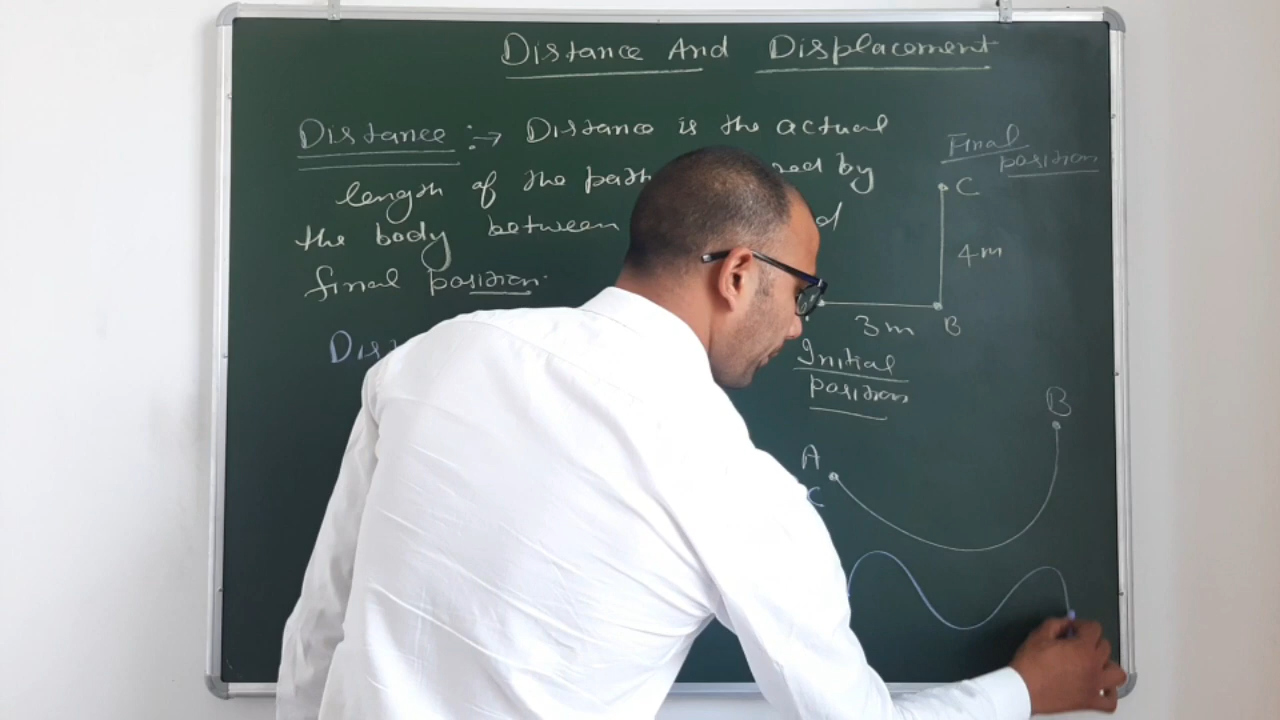 Distance And Displacement
Distance :→ Distance is the actual
length of the path by
the body between
final position.
Final
position
C
4m
3m B
Initial
position
B
A
C